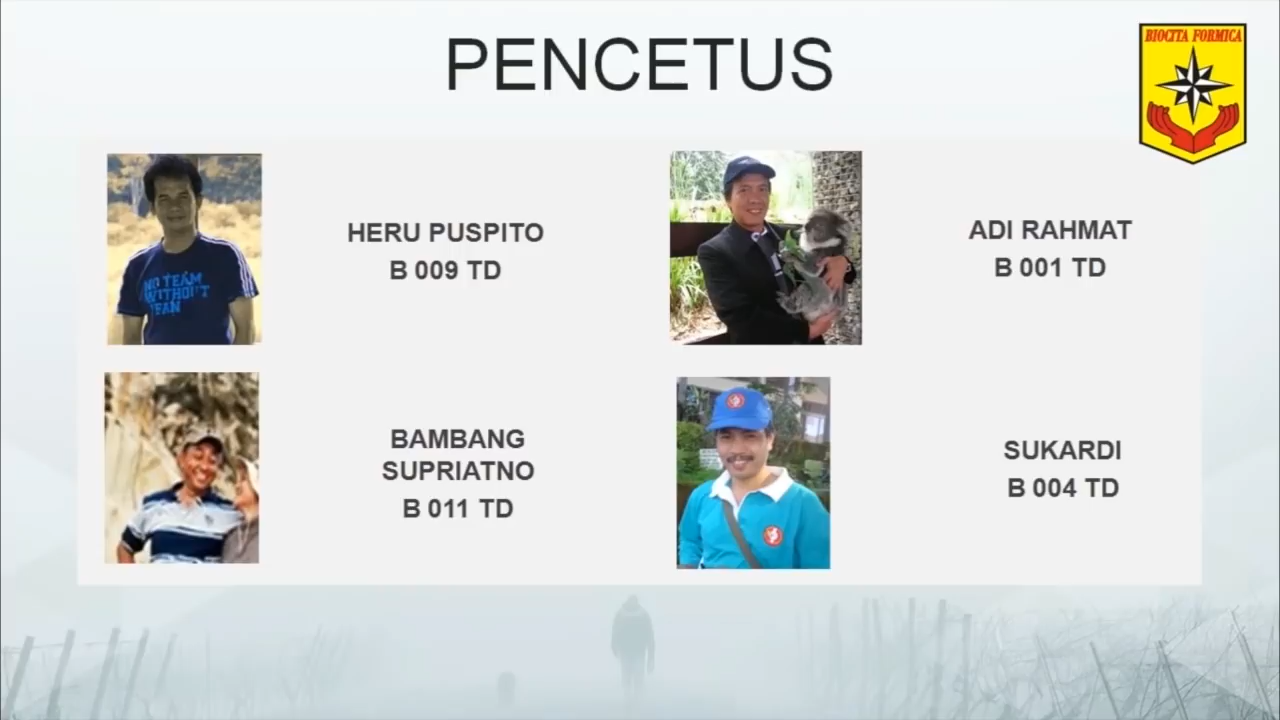 PENCETUS
BIOCITA FORMICA
HERU PUSPITO
B 009 TD
ADI RAHMAT
B 001 TD
NO TEAM
WITHOUT
BAMBANG
SUPRIATNO
B 011 TD
SUKARDI
B 004 TD